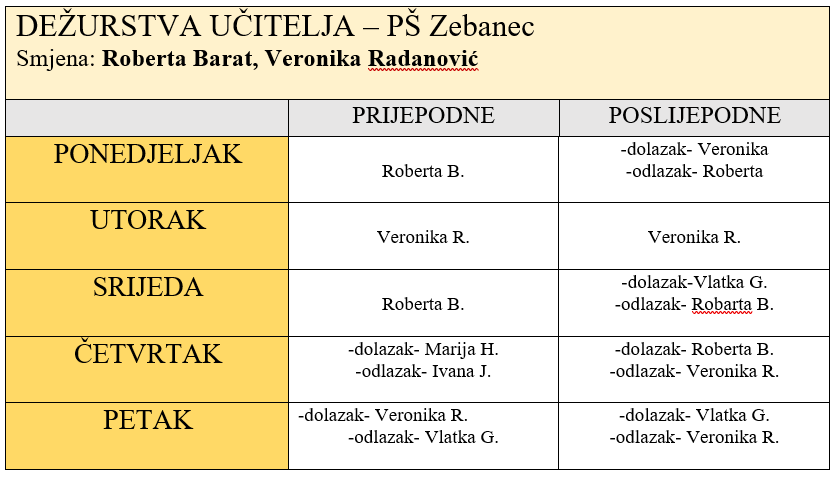 DEŽURSTVA UČITELJA – PŠ Zebanec
Smjena: Roberta Barat, Veronika Radanović
PRIJEPODNE
POSLIJEPODNE
PONEDJELJAK
Roberta B.
-dolazak- Veronika
-odlazak- Roberta
UTORAK
Veronika R.
Veronika R.
SRIJEDA
Roberta B.
-dolazak-Vlatka G.
-odlazak- Robarta B.
ČETVRTAK
-dolazak- Marija H.
-odlazak- Ivana J.
-dolazak- Roberta B.
-odlazak- Veronika R.
PETAK
-dolazak- Veronika R.
-odlazak- Vlatka G.
-dolazak- Vlatka G.
-odlazak- Veronika R.